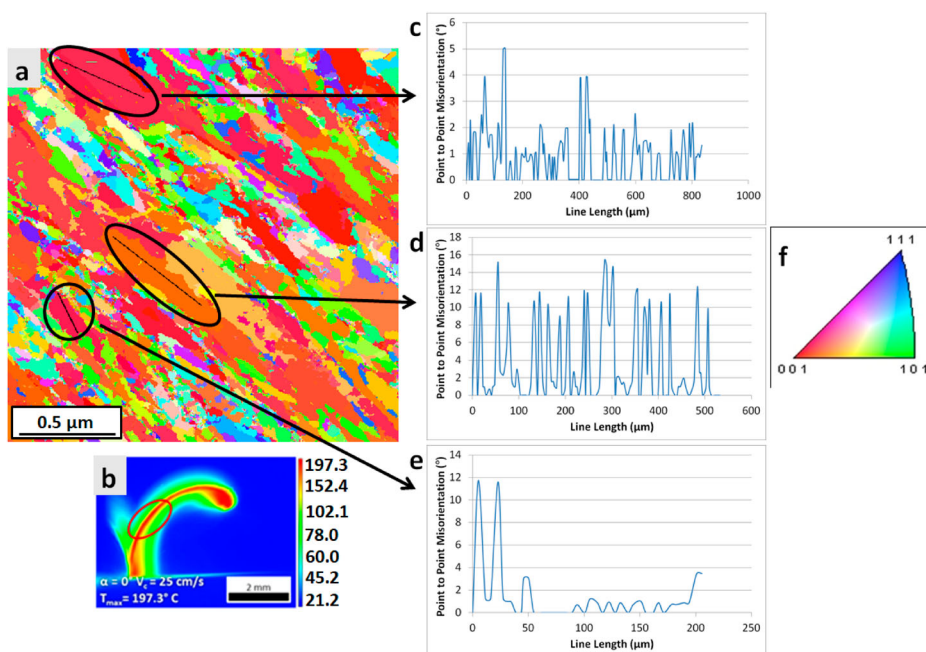 a
0.5 μm
b
197.3
152.4
102.1
78.0
60.0
45.2
21.2
α = 0° V_c = 25 cm/s
T_max = 197.3° C
2 mm
c
Point to Point Misorientation (°)
6
5
4
3
2
1
0
0 200 400 600 800 1000
Line Length (μm)
d
Point to Point Misorientation (°)
18
16
14
12
10
8
6
4
2
0
0 100 200 300 400 500 600
Line Length (μm)
e
Point to Point Misorientation (°)
14
12
10
8
6
4
2
0
0 50 100 150 200 250
Line Length (μm)
f
1 1 1
0 0 1
1 0 1